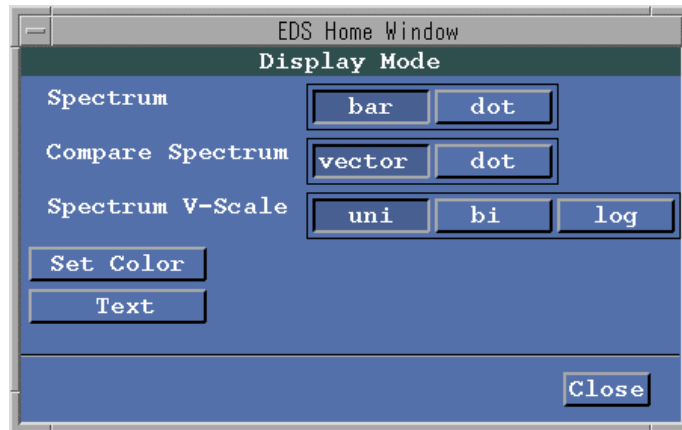 EDS Home Window
Display Mode
Spectrum bar dot
Compare Spectrum vector dot
Spectrum V-Scale uni bi log
Set Color
Text
Close